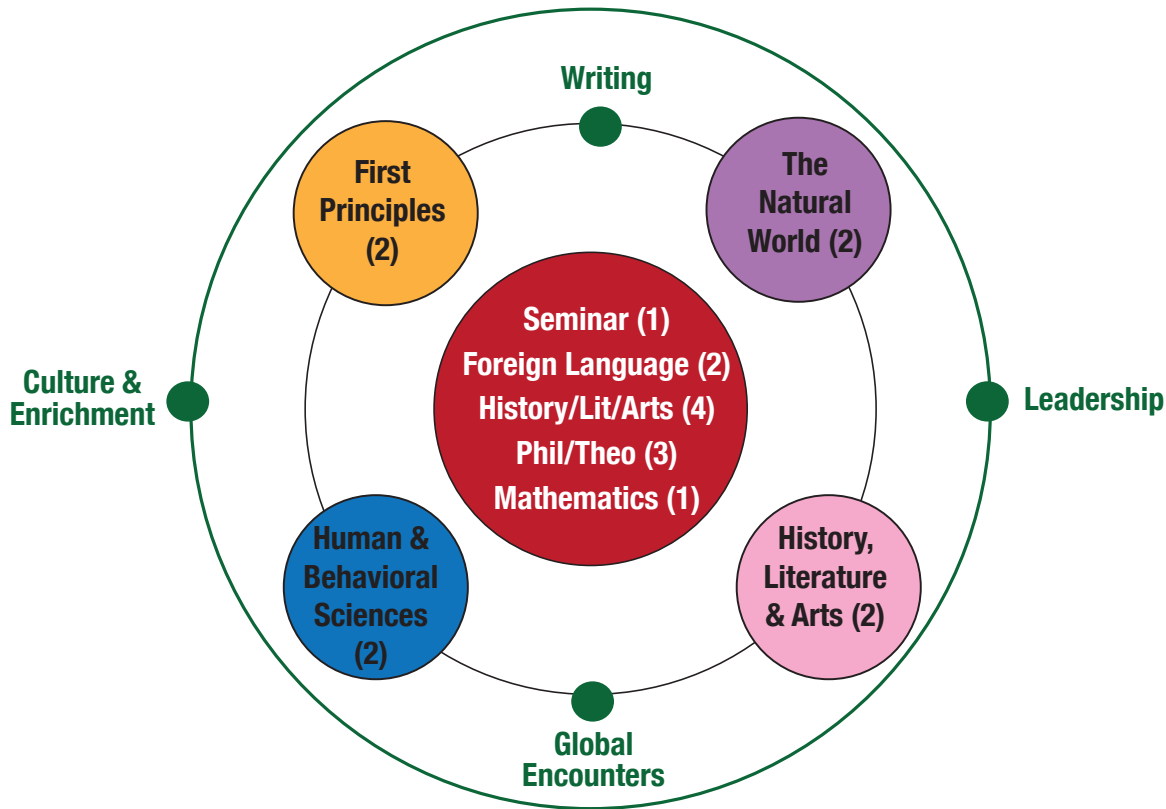 Writing
First
Principles
(2)
The
Natural
World (2)
Seminar (1)
Foreign Language (2)
History/Lit/Arts (4)
Phil/Theo (3)
Mathematics (1)
Culture &
Enrichment
Leadership
Human &
Behavioral
Sciences
(2)
History,
Literature
& Arts (2)
Global
Encounters